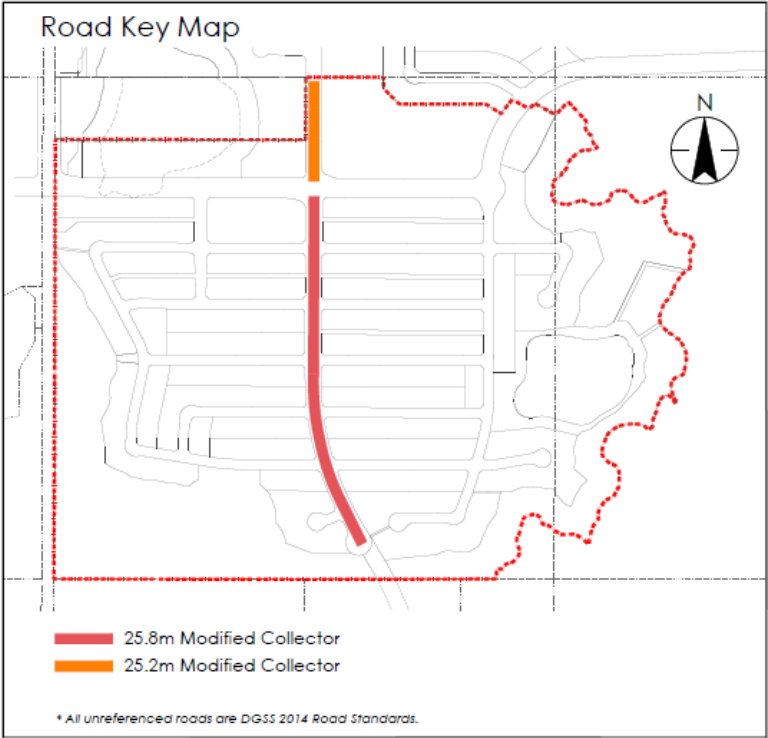 Road Key Map
N
25.8m Modified Collector
25.2m Modified Collector
* All unreferenced roads are DGSS 2014 Road Standards.